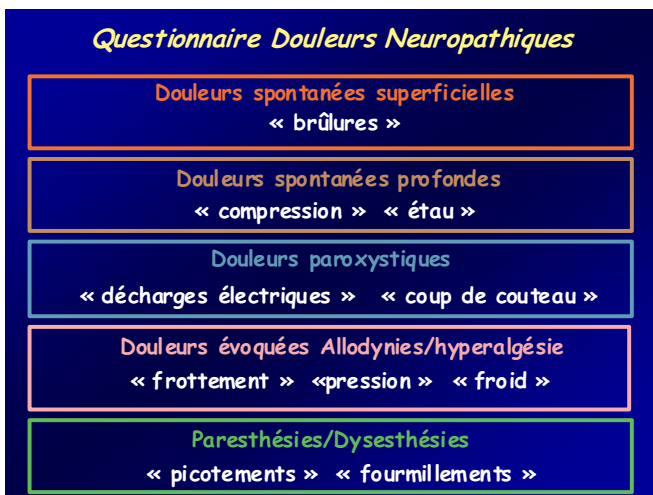 Questionnaire Douleurs Neuropathiques
Douleurs spontanées superficielles
« brûlures »
Douleurs spontanées profondes
« compression » « étau »
Douleurs paroxystiques
« décharges électriques » « coup de couteau »
Douleurs évoquées Allodynies/hyperalgésie
« frottement » «pression » « froid »
Paresthésies/Dysesthésies
« picotements » « fourmillements »